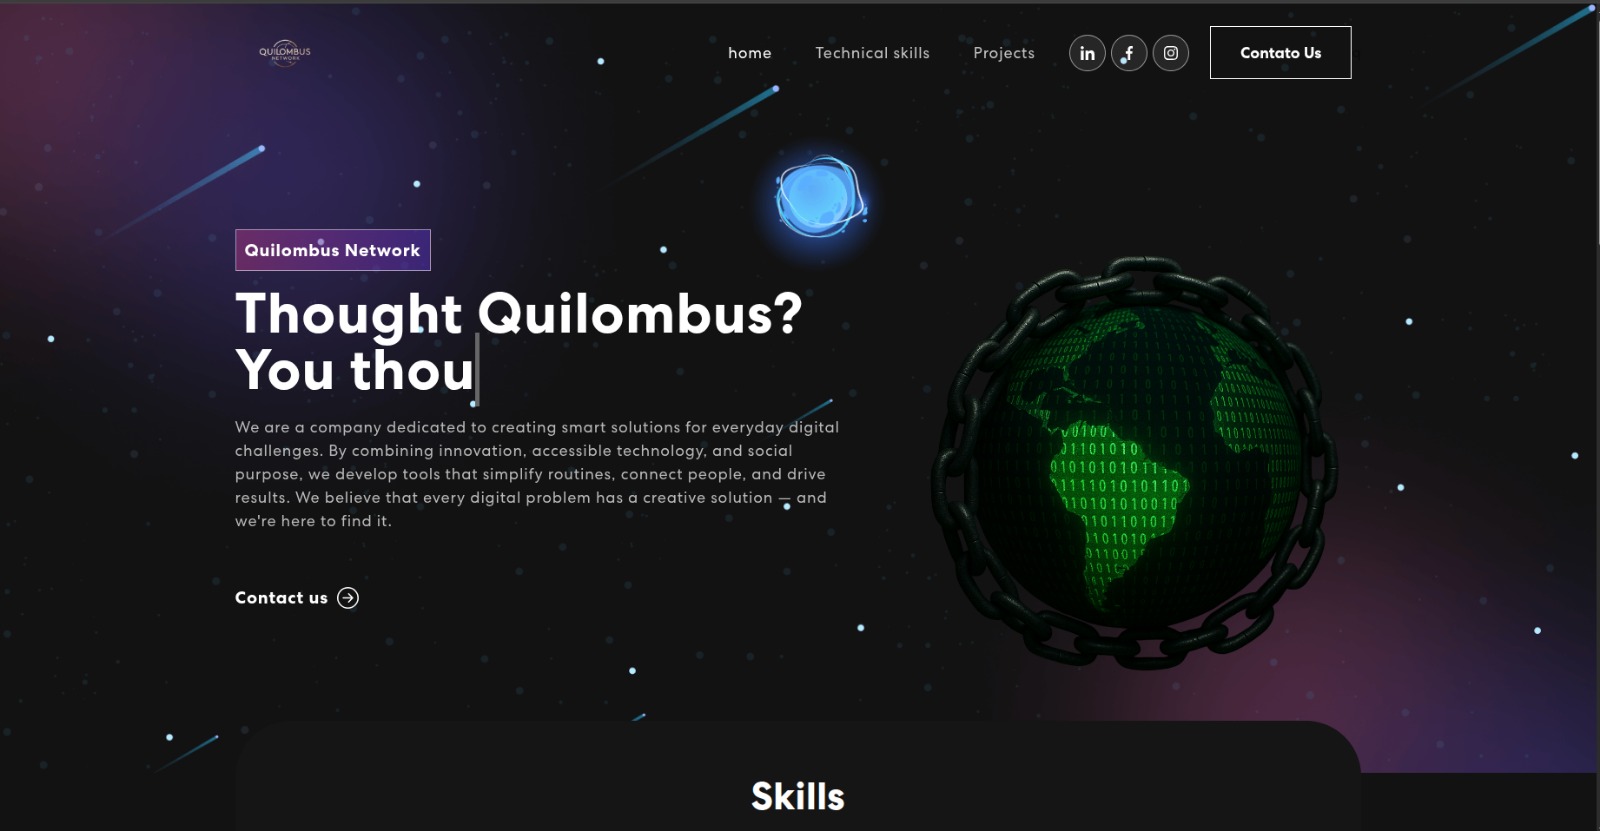 QUILOMBUS
NETWORK
home
Technical skills
Projects
in
f
Contato Us
Quilombus Network
Thought Quilombus?
You thou
We are a company dedicated to creating smart solutions for everyday digital
challenges. By combining innovation, accessible technology, and social
purpose, we develop tools that simplify routines, connect people, and drive
results. We believe that every digital problem has a creative solution — and
we're here to find it.
Contact us
Skills